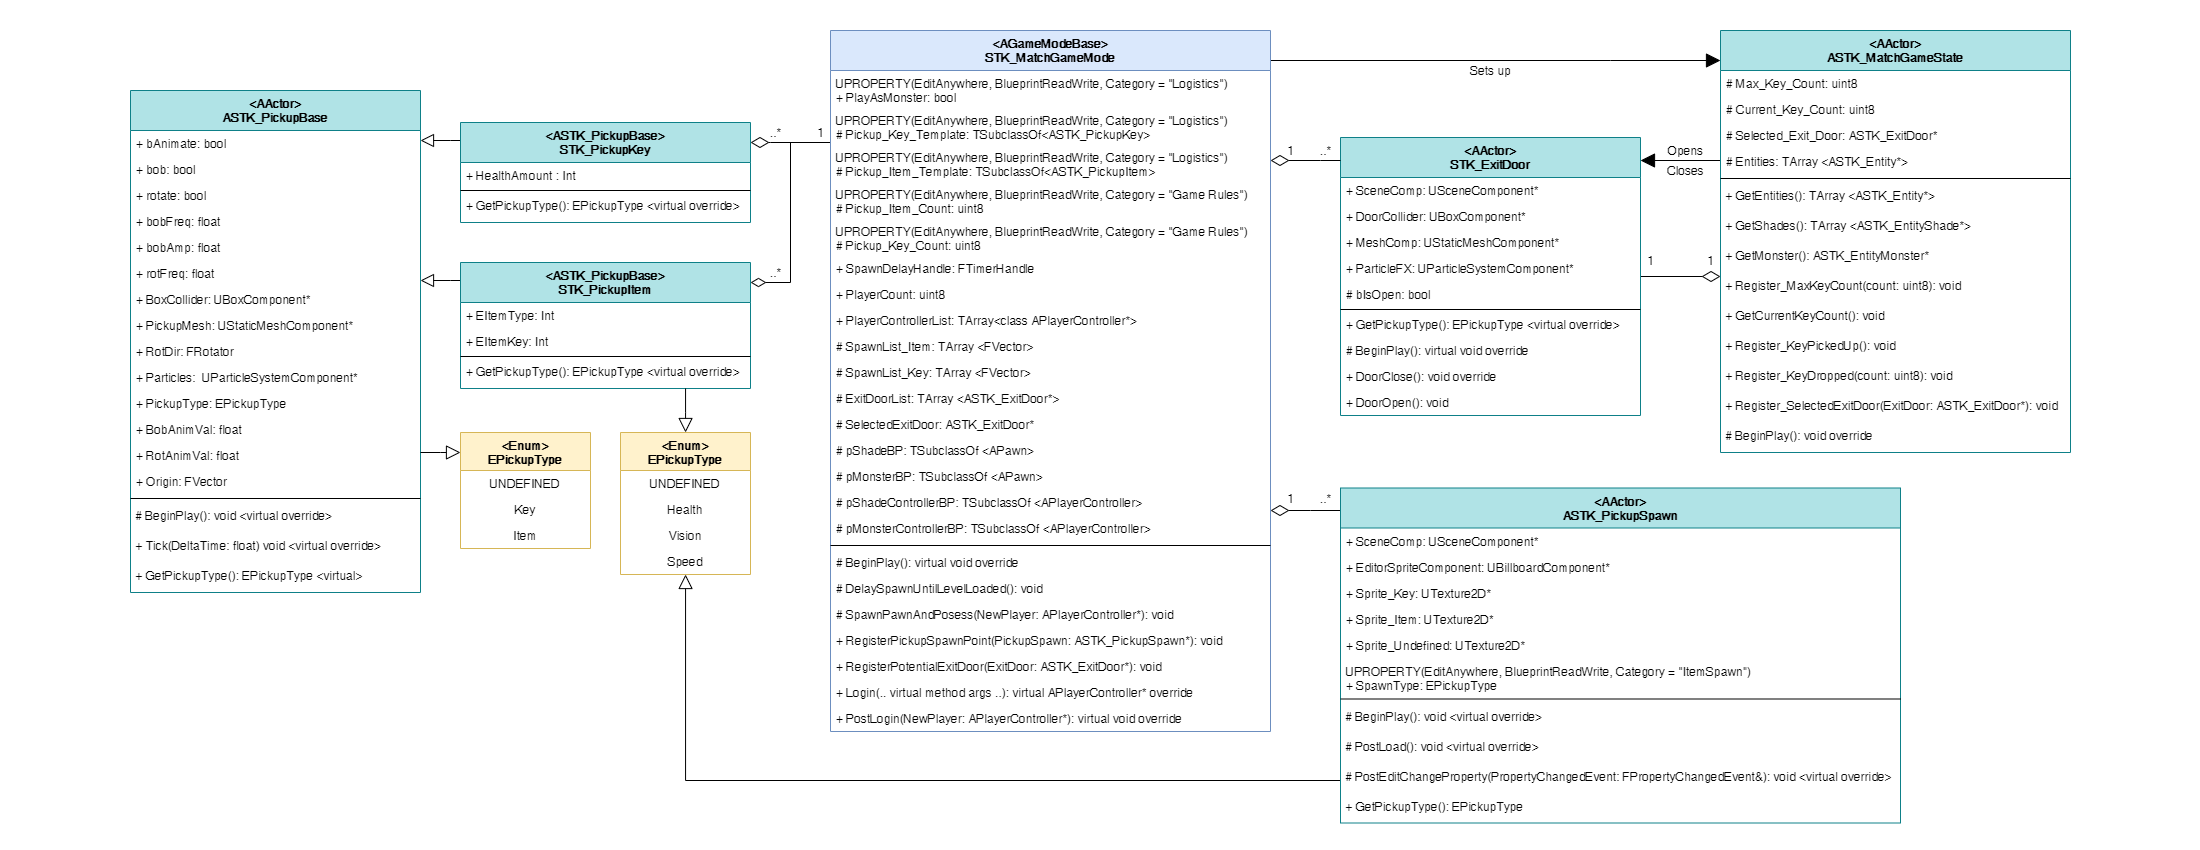 <AActor>
ASTK_PickupBase
+ bAnimate: bool
+ bob: bool
+ rotate: bool
+ bobFreq: float
+ bobAmp: float
+ rotFreq: float
+ BoxCollider: UBoxComponent*
+ PickupMesh: UStaticMeshComponent*
+ RotDir: FRotator
+ Particles: UParticleSystemComponent*
+ PickupType: EPickupType
+ BobAnimVal: float
+ RotAnimVal: float
+ Origin: FVector
# BeginPlay(): void <virtual override>
+ Tick(DeltaTime: float) void <virtual override>
+ GetPickupType(): EPickupType <virtual>
<ASTK_PickupBase>
STK_PickupKey
+ HealthAmount : Int
+ GetPickupType(): EPickupType <virtual override>
..*
1
<ASTK_PickupBase>
STK_PickupItem
+ EItemType: Int
+ EItemKey: Int
+ GetPickupType(): EPickupType <virtual override>
..*
<Enum>
EPickupType
UNDEFINED
Key
Item
<Enum>
EPickupType
UNDEFINED
Health
Vision
Speed
<AGameModeBase>
STK_MatchGameMode
UPROPERTY(EditAnywhere, BlueprintReadWrite, Category = "Logistics")
+ PlayAsMonster: bool
UPROPERTY(EditAnywhere, BlueprintReadWrite, Category = "Logistics")
# Pickup_Key_Template: TSubclassOf<ASTK_PickupKey>
UPROPERTY(EditAnywhere, BlueprintReadWrite, Category = "Logistics")
# Pickup_Item_Template: TSubclassOf<ASTK_PickupItem>
UPROPERTY(EditAnywhere, BlueprintReadWrite, Category = "Game Rules")
# Pickup_Item_Count: uint8
UPROPERTY(EditAnywhere, BlueprintReadWrite, Category = "Game Rules")
# Pickup_Key_Count: uint8
+ SpawnDelayHandle: FTimerHandle
+ PlayerCount: uint8
+ PlayerControllerList: TArray<class APlayerController*>
# SpawnList_Item: TArray <FVector>
# SpawnList_Key: TArray <FVector>
# ExitDoorList: TArray <ASTK_ExitDoor*>
# SelectedExitDoor: ASTK_ExitDoor*
# pShadeBP: TSubclassOf <APawn>
# pMonsterBP: TSubclassOf <APawn>
# pShadeControllerBP: TSubclassOf <APlayerController>
# pMonsterControllerBP: TSubclassOf <APlayerController>
# BeginPlay(): virtual void override
# DelaySpawnUntilLevelLoaded(): void
# SpawnPawnAndPosess(NewPlayer: APlayerController*): void
+ RegisterPickupSpawnPoint(PickupSpawn: ASTK_PickupSpawn*): void
+ RegisterPotentialExitDoor(ExitDoor: ASTK_ExitDoor*): void
+ Login(.. virtual method args ..): virtual APlayerController* override
+ PostLogin(NewPlayer: APlayerController*): virtual void override
Sets up
1
..*
<AActor>
STK_ExitDoor
+ SceneComp: USceneComponent*
+ DoorCollider: UBoxComponent*
+ MeshComp: UStaticMeshComponent*
+ ParticleFX: UParticleSystemComponent*
# bIsOpen: bool
+ GetPickupType(): EPickupType <virtual override>
# BeginPlay(): virtual void override
+ DoorClose(): void override
+ DoorOpen(): void
Opens
Closes
1
1
<AActor>
ASTK_MatchGameState
# Max_Key_Count: uint8
# Current_Key_Count: uint8
# Selected_Exit_Door: ASTK_ExitDoor*
# Entities: TArray <ASTK_Entity*>
+ GetEntities(): TArray <ASTK_Entity*>
+ GetShades(): TArray <ASTK_EntityShade*>
+ GetMonster(): ASTK_EntityMonster*
+ Register_MaxKeyCount(count: uint8): void
+ GetCurrentKeyCount(): void
+ Register_KeyPickedUp(): void
+ Register_KeyDropped(count: uint8): void
+ Register_SelectedExitDoor(ExitDoor: ASTK_ExitDoor*): void
# BeginPlay(): void override
1
..*
<AActor>
ASTK_PickupSpawn
+ SceneComp: USceneComponent*
+ EditorSpriteComponent: UBillboardComponent*
+ Sprite_Key: UTexture2D*
+ Sprite_Item: UTexture2D*
+ Sprite_Undefined: UTexture2D*
UPROPERTY(EditAnywhere, BlueprintReadWrite, Category = "ItemSpawn")
+ SpawnType: EPickupType
# BeginPlay(): void <virtual override>
# PostLoad(): void <virtual override>
# PostEditChangeProperty(PropertyChangedEvent: FPropertyChangedEvent&): void <virtual override>
+ GetPickupType(): EPickupType